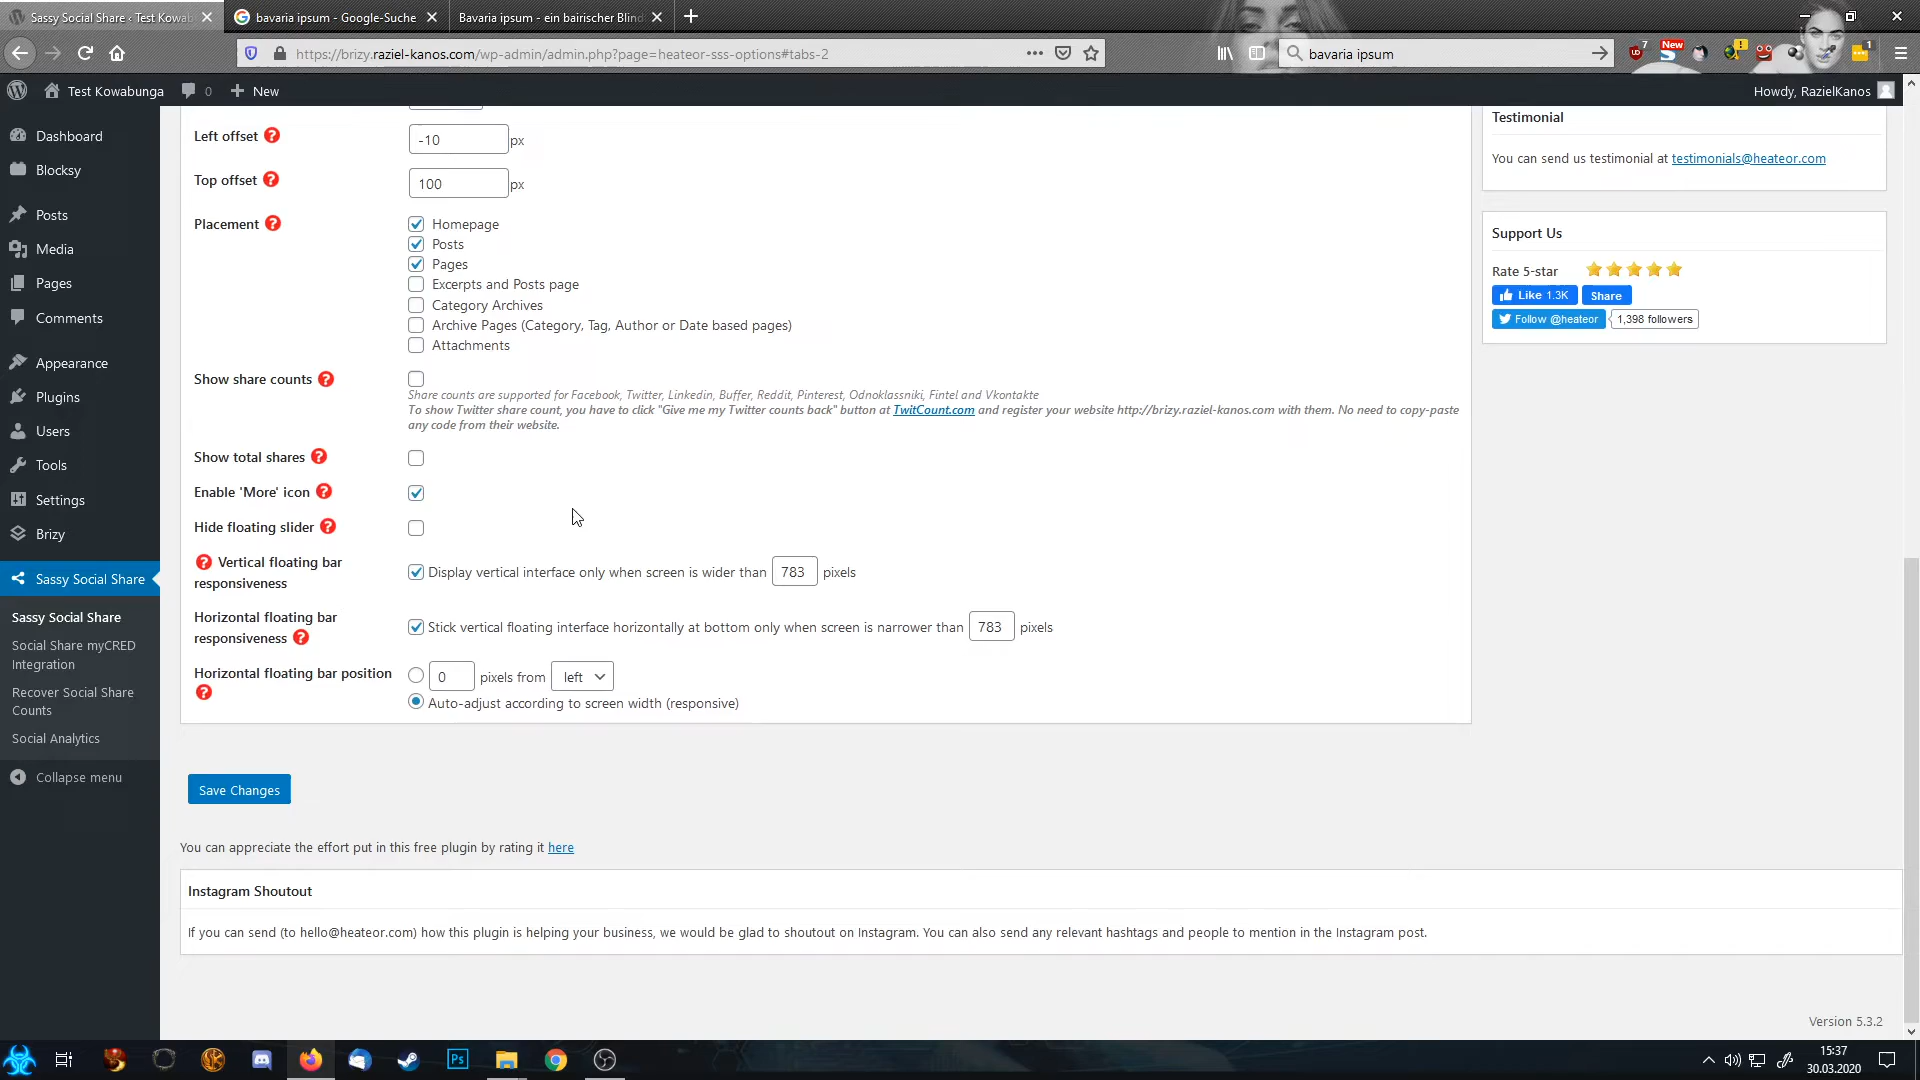 Sassy Social Share ‹ Test Kowab
bavaria ipsum - Google-Suche
Bavaria ipsum - ein bairischer Blind
https://brizy.raziel-kanos.com/wp-admin/admin.php?page=heateor-sss-options#tabs-2
bavaria ipsum
7
New
1
Test Kowabunga
0
New
Howdy, RazielKanos
Dashboard
Blocksy
Posts
Media
Pages
Comments
Appearance
Plugins
Users
Tools
Settings
Brizy
Sassy Social Share
Sassy Social Share
Social Share myCRED
Integration
Recover Social Share
Counts
Social Analytics
Collapse menu
Left offset ?
-10 px
Top offset ?
100 px
Placement ?
Homepage
Posts
Pages
Excerpts and Posts page
Category Archives
Archive Pages (Category, Tag, Author or Date based pages)
Attachments
Show share counts ?
Share counts are supported for Facebook, Twitter, Linkedin, Buffer, Reddit, Pinterest, Odnoklassniki, Fintel and Vkontakte
To show Twitter share count, you have to click "Give me my Twitter counts back" button at TwitCount.com and register your website http://brizy.raziel-kanos.com with them. No need to copy-paste
any code from their website.
Show total shares ?
Enable 'More' icon ?
Hide floating slider ?
? Vertical floating bar
responsiveness
Display vertical interface only when screen is wider than 783 pixels
Horizontal floating bar
responsiveness ?
Stick vertical floating interface horizontally at bottom only when screen is narrower than 783 pixels
Horizontal floating bar position
?
0 pixels from left
Auto-adjust according to screen width (responsive)
Save Changes
You can appreciate the effort put in this free plugin by rating it here
Instagram Shoutout
If you can send (to hello@heateor.com) how this plugin is helping your business, we would be glad to shoutout on Instagram. You can also send any relevant hashtags and people to mention in the Instagram post.
Testimonial
You can send us testimonial at testimonials@heateor.com
Support Us
Rate 5-star
Like 1.3K
Share
Follow @heateor
1,398 followers
Version 5.3.2
Ps
15:37
30.03.2020